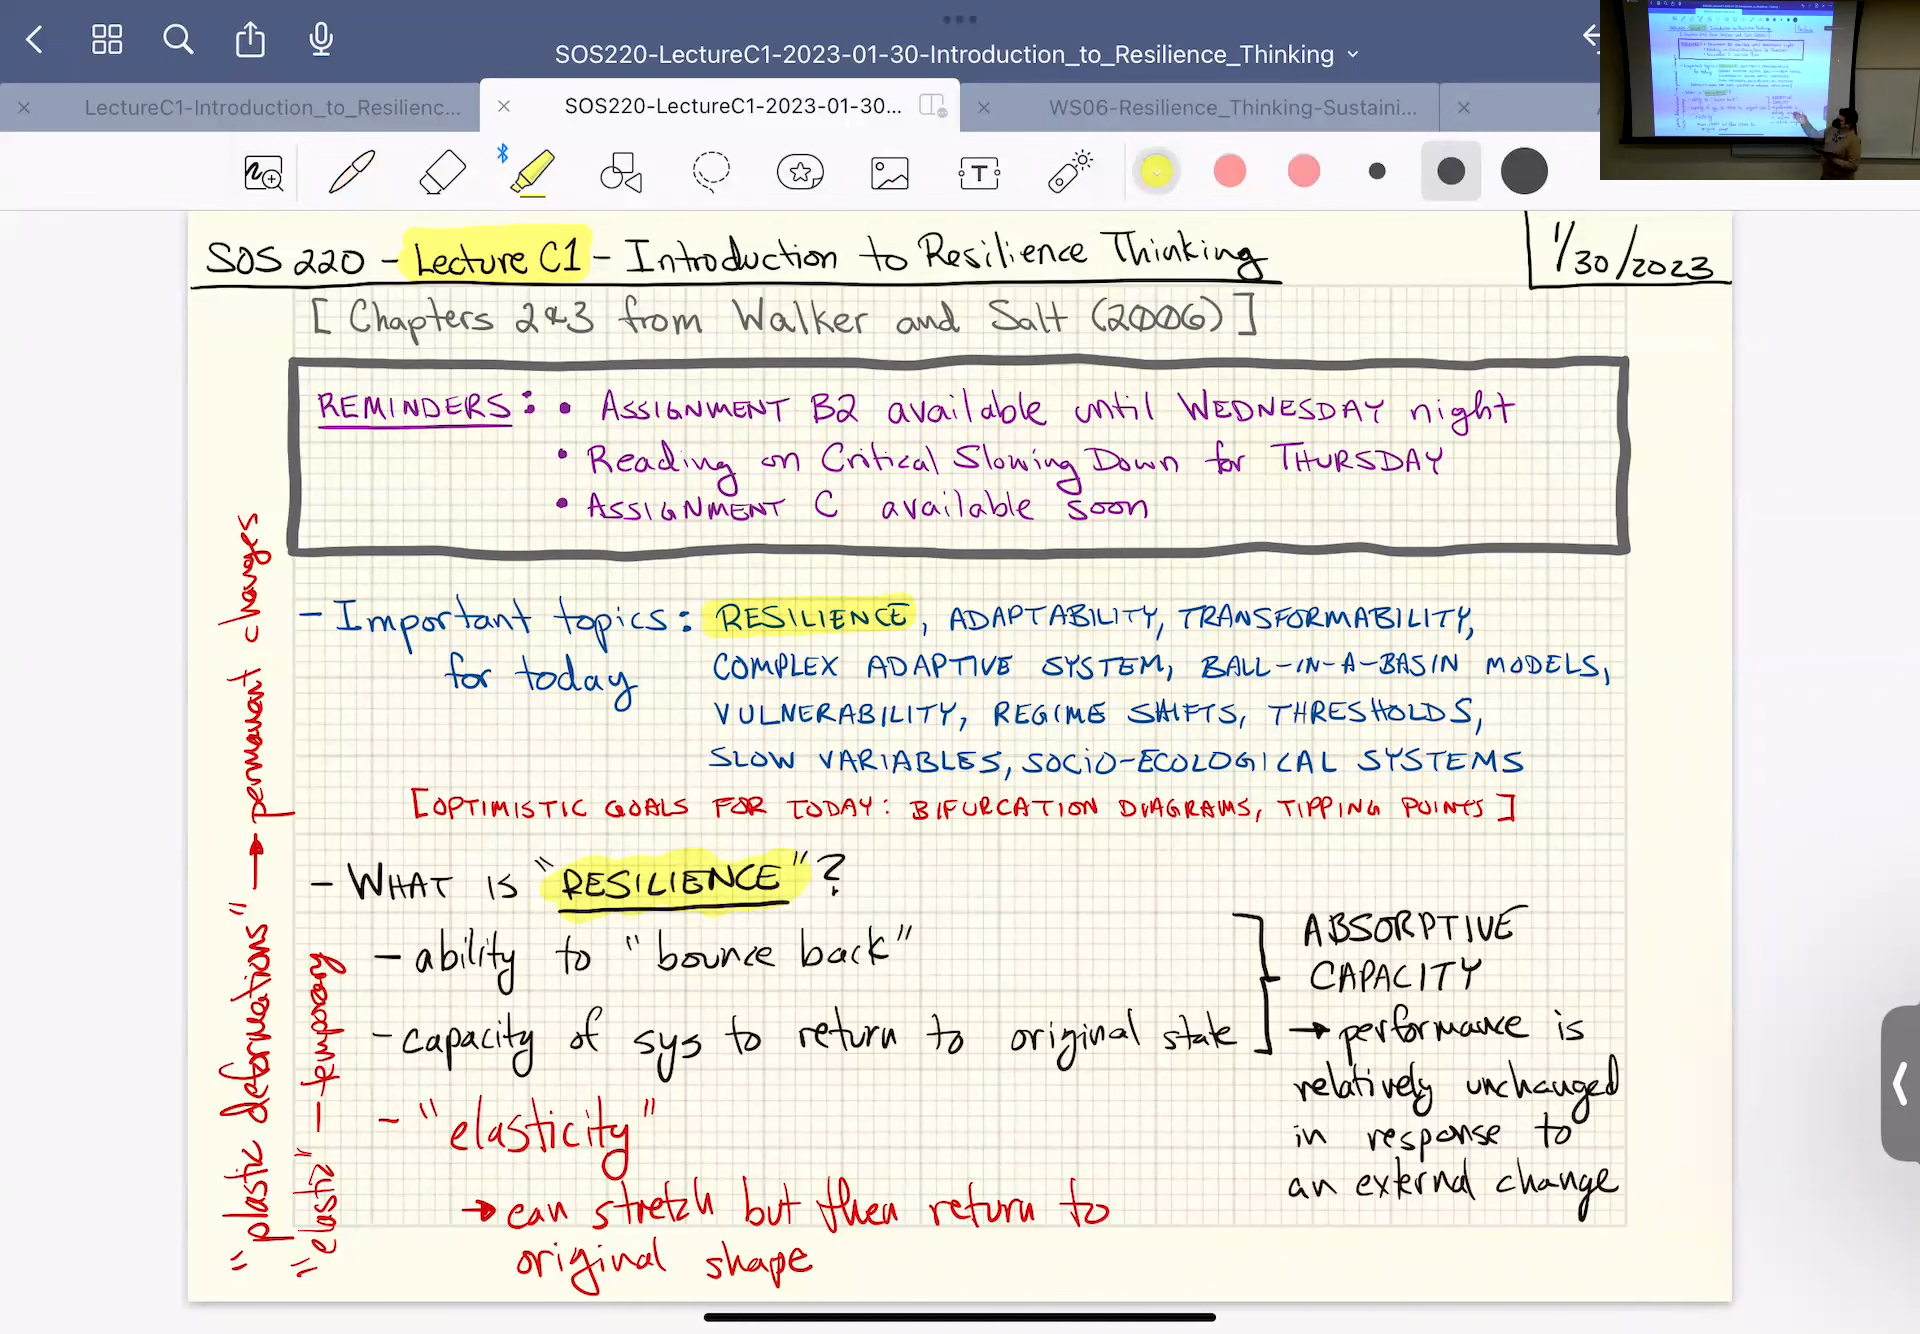 SOS220-LectureC1-2023-01-30-Introduction_to_Resilience_Thinking
LectureC1-Introduction_to_Resilienc...
SOS220-LectureC1-2023-01-30...
WS06-Resilience_Thinking-Sustaini...
SOS 220 - Lecture C1 - Introduction to Resilience Thinking
1/30/2023
[Chapters 2&3 from Walker and Salt (2006)]
REMINDERS: • ASSIGNMENT B2 available until WEDNESDAY night
• Reading on Critical Slowing Down for THURSDAY
• ASSIGNMENT C available soon
- Important topics: RESILIENCE, ADAPTABILITY, TRANSFORMABILITY,
for today COMPLEX ADAPTIVE SYSTEM, BALL-IN-A-BASIN MODELS,
VULNERABILITY, REGIME SHIFTS, THRESHOLDS,
SLOW VARIABLES, SOCIO-ECOLOGICAL SYSTEMS
[OPTIMISTIC GOALS FOR TODAY: BIFURCATION DIAGRAMS, TIPPING POINTS]
- WHAT IS "RESILIENCE"?
- ability to "bounce back"
- capacity of sys to return to original state
- "elasticity"
→ can stretch but then return to
original shape
ABSORPTIVE
CAPACITY
→ performance is
relatively unchanged
in response to
an external change
"plastic deformations" → permanant changes
"elastic" - temporary